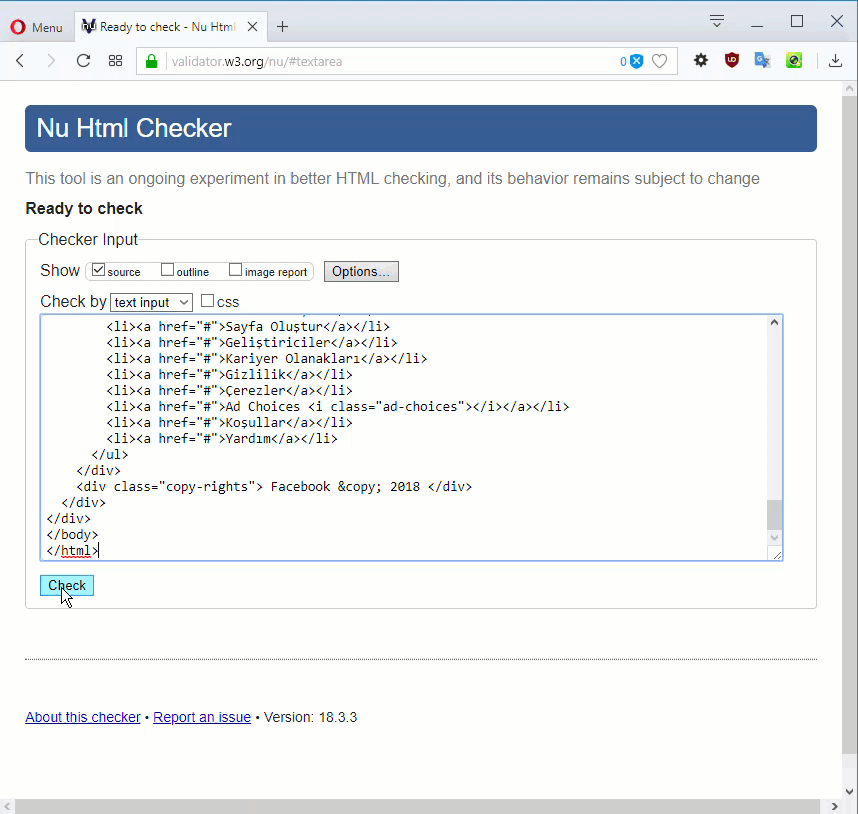 Menu
Ready to check - Nu Html
validator.w3.org/nu/#textarea
0
Nu Html Checker
This tool is an ongoing experiment in better HTML checking, and its behavior remains subject to change
Ready to check
Checker Input
Show source outline image report Options...
Check by text input css
<li><a href="#">Sayfa Oluştur</a></li>
<li><a href="#">Geliştiriciler</a></li>
<li><a href="#">Kariyer Olanakları</a></li>
<li><a href="#">Gizlilik</a></li>
<li><a href="#">Çerezler</a></li>
<li><a href="#">Ad Choices <i class="ad-choices"></i></a></li>
<li><a href="#">Koşullar</a></li>
<li><a href="#">Yardım</a></li>
</ul>
</div>
<div class="copy-rights"> Facebook &copy; 2018 </div>
</div>
</div>
</body>
</html>
Check
About this checker • Report an issue • Version: 18.3.3